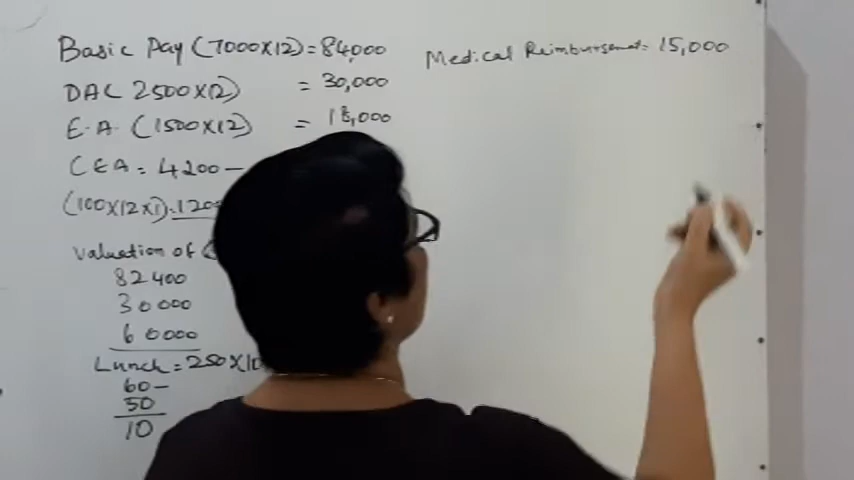 Basic Pay (7000x12) = 84,000
DAC 2500x12) = 30,000
E.A. (1500x12) = 18,000
CEA = 4200 -
(100x12x1). 1200
Valuation of
82400
30000
60000
Lunch = 250x10
60-
50
10
Medical Reimbursement = 15,000